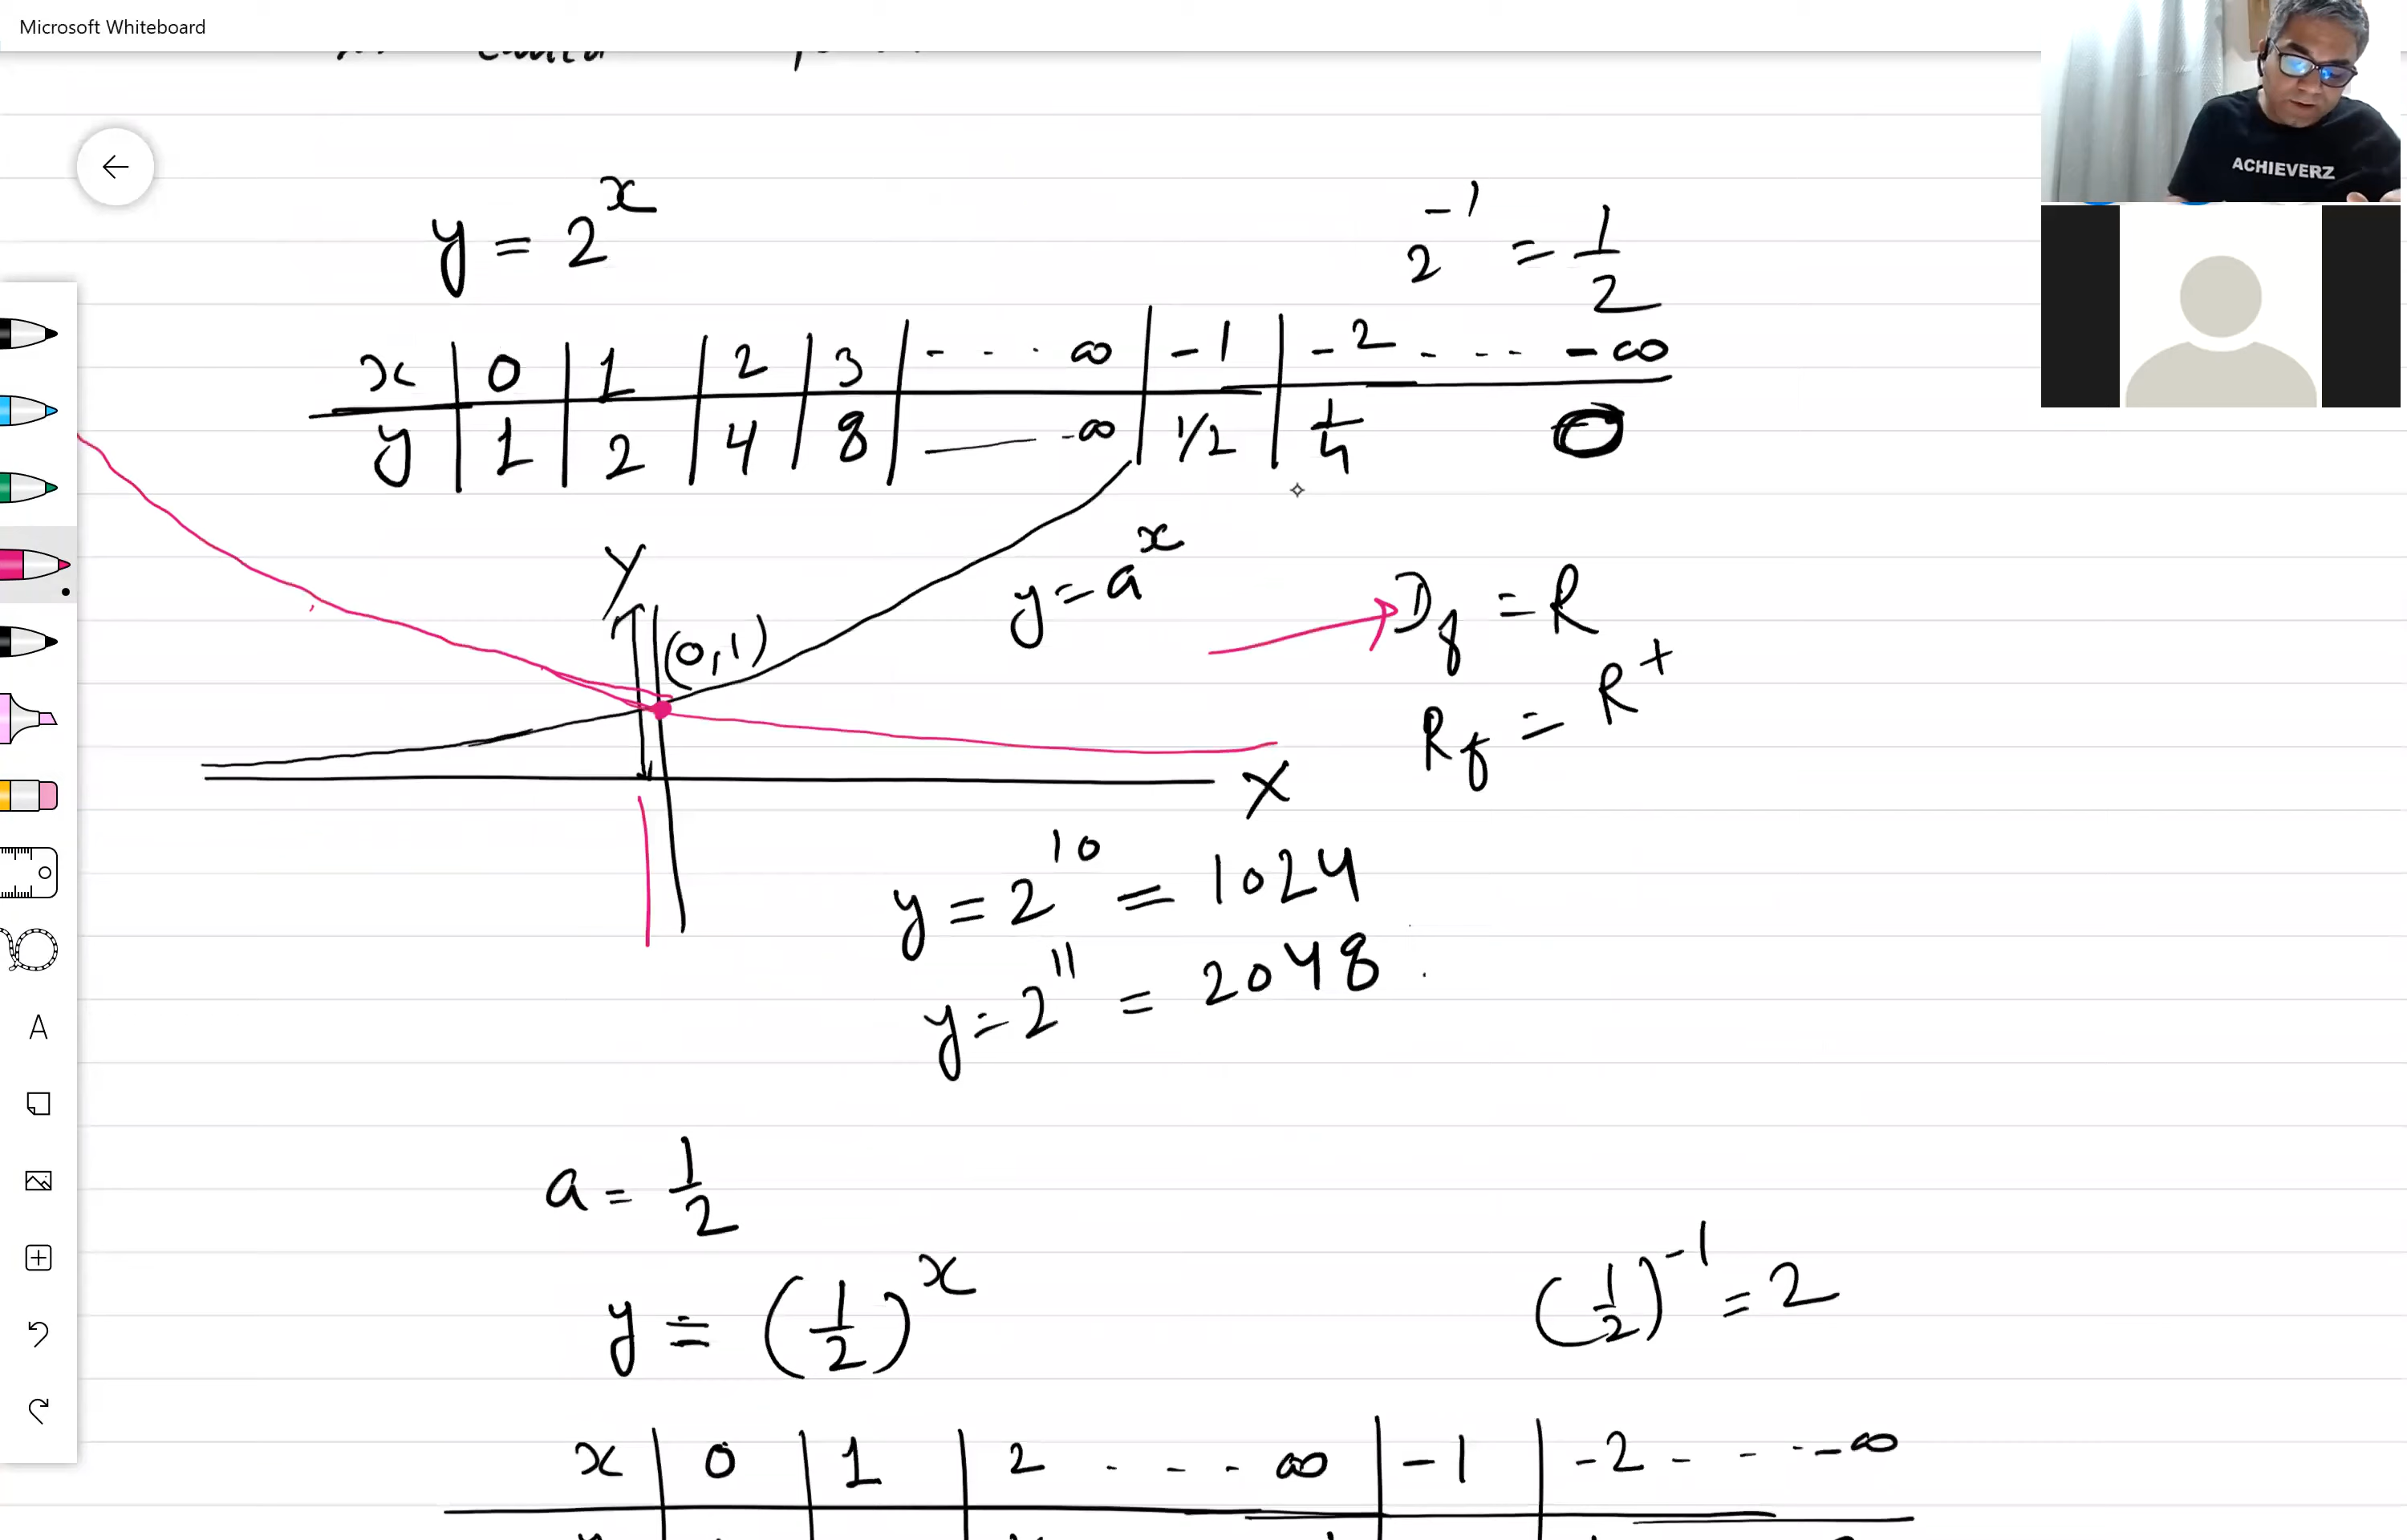 Microsoft Whiteboard
ACHIEVERZ
y = 2^x
2^-1 = 1/2
x | 0 | 1 | 2 | 3 | - - - ∞ | -1 | -2 - - - -∞
y | 1 | 2 | 4 | 8 | —— ∞ | 1/2 | 1/4 0
Y
(0,1)
y = a^x
D_f = R
R_f = R^+
X
y = 2^10 = 1024
y = 2^11 = 2048
A
a = 1/2
y = (1/2)^x
(1/2)^-1 = 2
x | 0 | 1 | 2 - - - ∞ | -1 | -2 - - - -∞